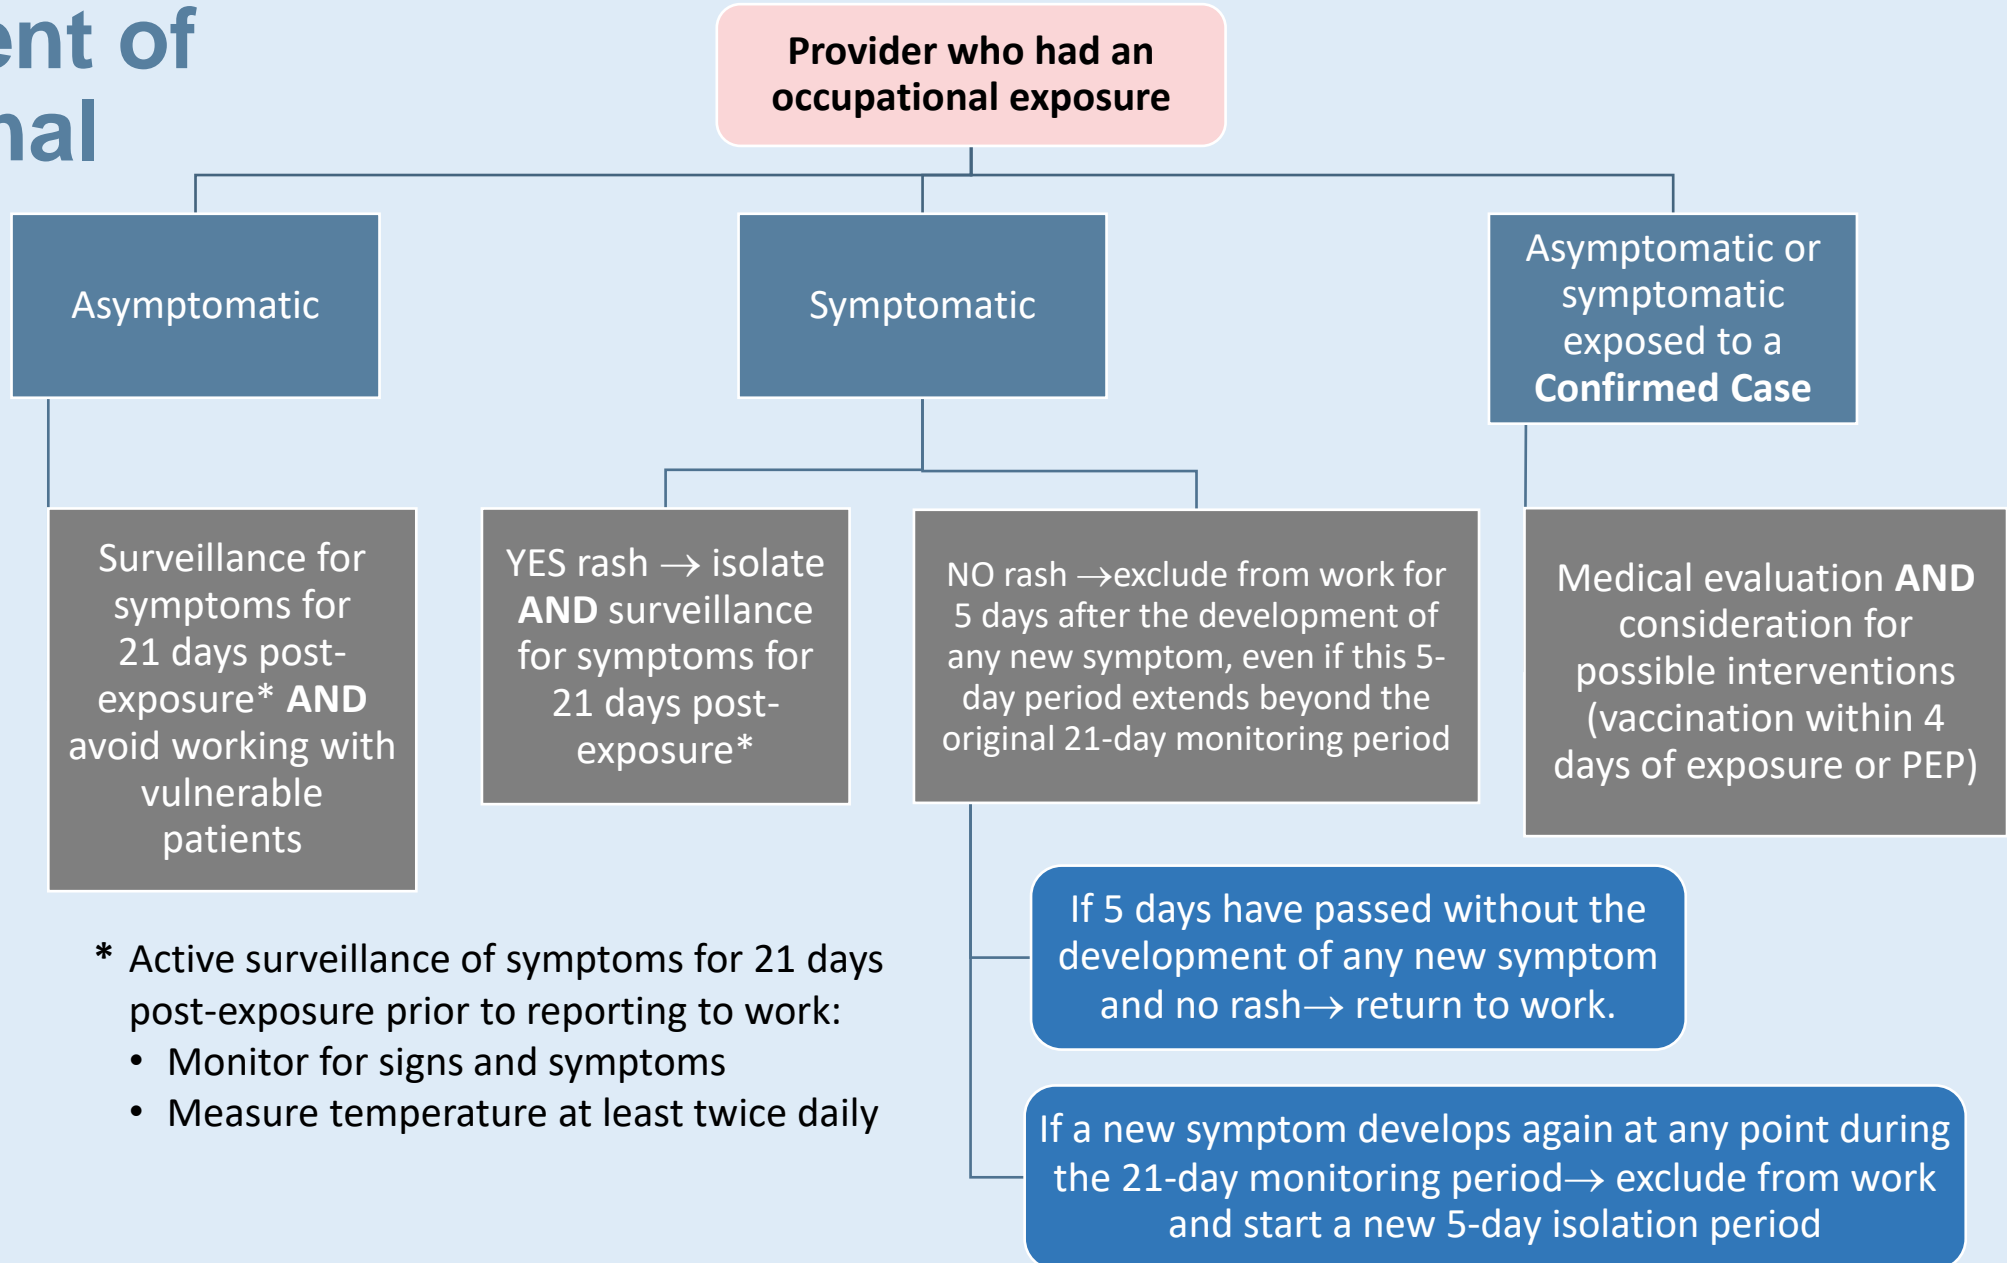 ent of
nal
Provider who had an
occupational exposure
Asymptomatic
Symptomatic
Asymptomatic or
symptomatic
exposed to a
Confirmed Case
Surveillance for
symptoms for
21 days post-
exposure* AND
avoid working with
vulnerable
patients
YES rash → isolate
AND surveillance
for symptoms for
21 days post-
exposure*
NO rash →exclude from work for
5 days after the development of
any new symptom, even if this 5-
day period extends beyond the
original 21-day monitoring period
Medical evaluation AND
consideration for
possible interventions
(vaccination within 4
days of exposure or PEP)
If 5 days have passed without the
development of any new symptom
and no rash→ return to work.
If a new symptom develops again at any point during
the 21-day monitoring period→ exclude from work
and start a new 5-day isolation period
* Active surveillance of symptoms for 21 days
post-exposure prior to reporting to work:
• Monitor for signs and symptoms
• Measure temperature at least twice daily